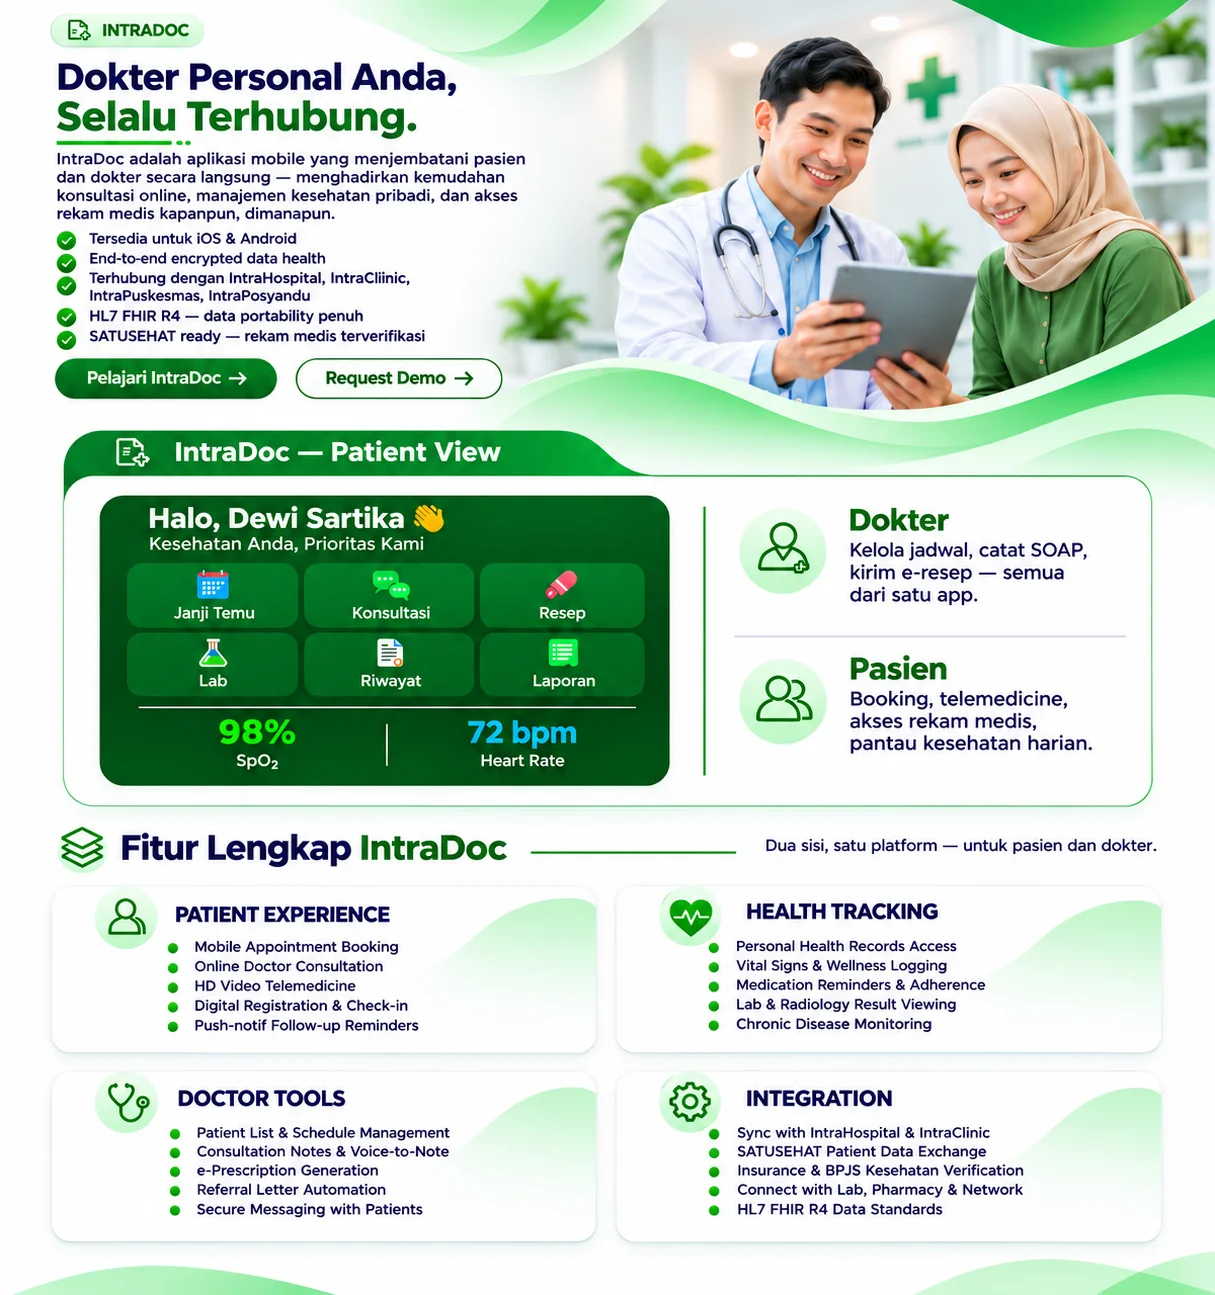 INTRADOC
Dokter Personal Anda,
Selalu Terhubung.
IntraDoc adalah aplikasi mobile yang menjembatani pasien
dan dokter secara langsung — menghadirkan kemudahan
konsultasi online, manajemen kesehatan pribadi, dan akses
rekam medis kapanpun, dimanapun.
Tersedia untuk iOS & Android
End-to-end encrypted data health
Terhubung dengan IntraHospital, IntraCliinic,
IntraPuskesmas, IntraPosyandu
HL7 FHIR R4 — data portability penuh
SATUSEHAT ready — rekam medis terverifikasi
Pelajari IntraDoc →
Request Demo →
IntraDoc — Patient View
Halo, Dewi Sartika 👋
Kesehatan Anda, Prioritas Kami
Janji Temu
Konsultasi
Resep
Lab
Riwayat
Laporan
98%
SpO₂
72 bpm
Heart Rate
Dokter
Kelola jadwal, catat SOAP,
kirim e-resep — semua
dari satu app.
Pasien
Booking, telemedicine,
akses rekam medis,
pantau kesehatan harian.
Fitur Lengkap IntraDoc
Dua sisi, satu platform — untuk pasien dan dokter.
PATIENT EXPERIENCE
Mobile Appointment Booking
Online Doctor Consultation
HD Video Telemedicine
Digital Registration & Check-in
Push-notif Follow-up Reminders
HEALTH TRACKING
Personal Health Records Access
Vital Signs & Wellness Logging
Medication Reminders & Adherence
Lab & Radiology Result Viewing
Chronic Disease Monitoring
DOCTOR TOOLS
Patient List & Schedule Management
Consultation Notes & Voice-to-Note
e-Prescription Generation
Referral Letter Automation
Secure Messaging with Patients
INTEGRATION
Sync with IntraHospital & IntraClinic
SATUSEHAT Patient Data Exchange
Insurance & BPJS Kesehatan Verification
Connect with Lab, Pharmacy & Network
HL7 FHIR R4 Data Standards